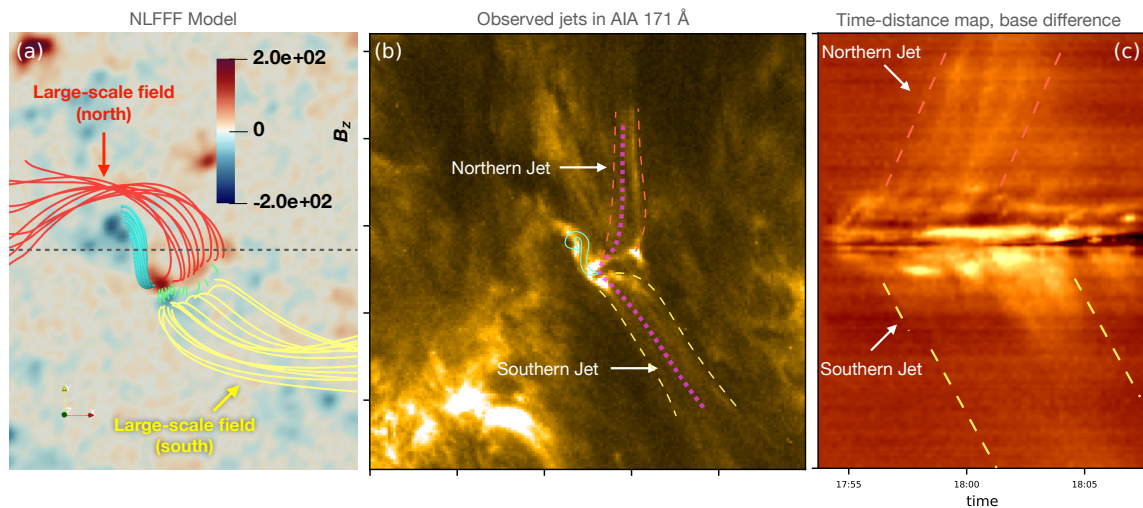 NLFFF Model
Observed jets in AIA 171 Å
Time-distance map, base difference
(a)
2.0e+02
0
-2.0e+02
B_z
Large-scale field
(north)
Large-scale field
(south)
Y
X
(b)
Northern Jet
Southern Jet
(c)
Northern Jet
Southern Jet
17:55
18:00
18:05
time